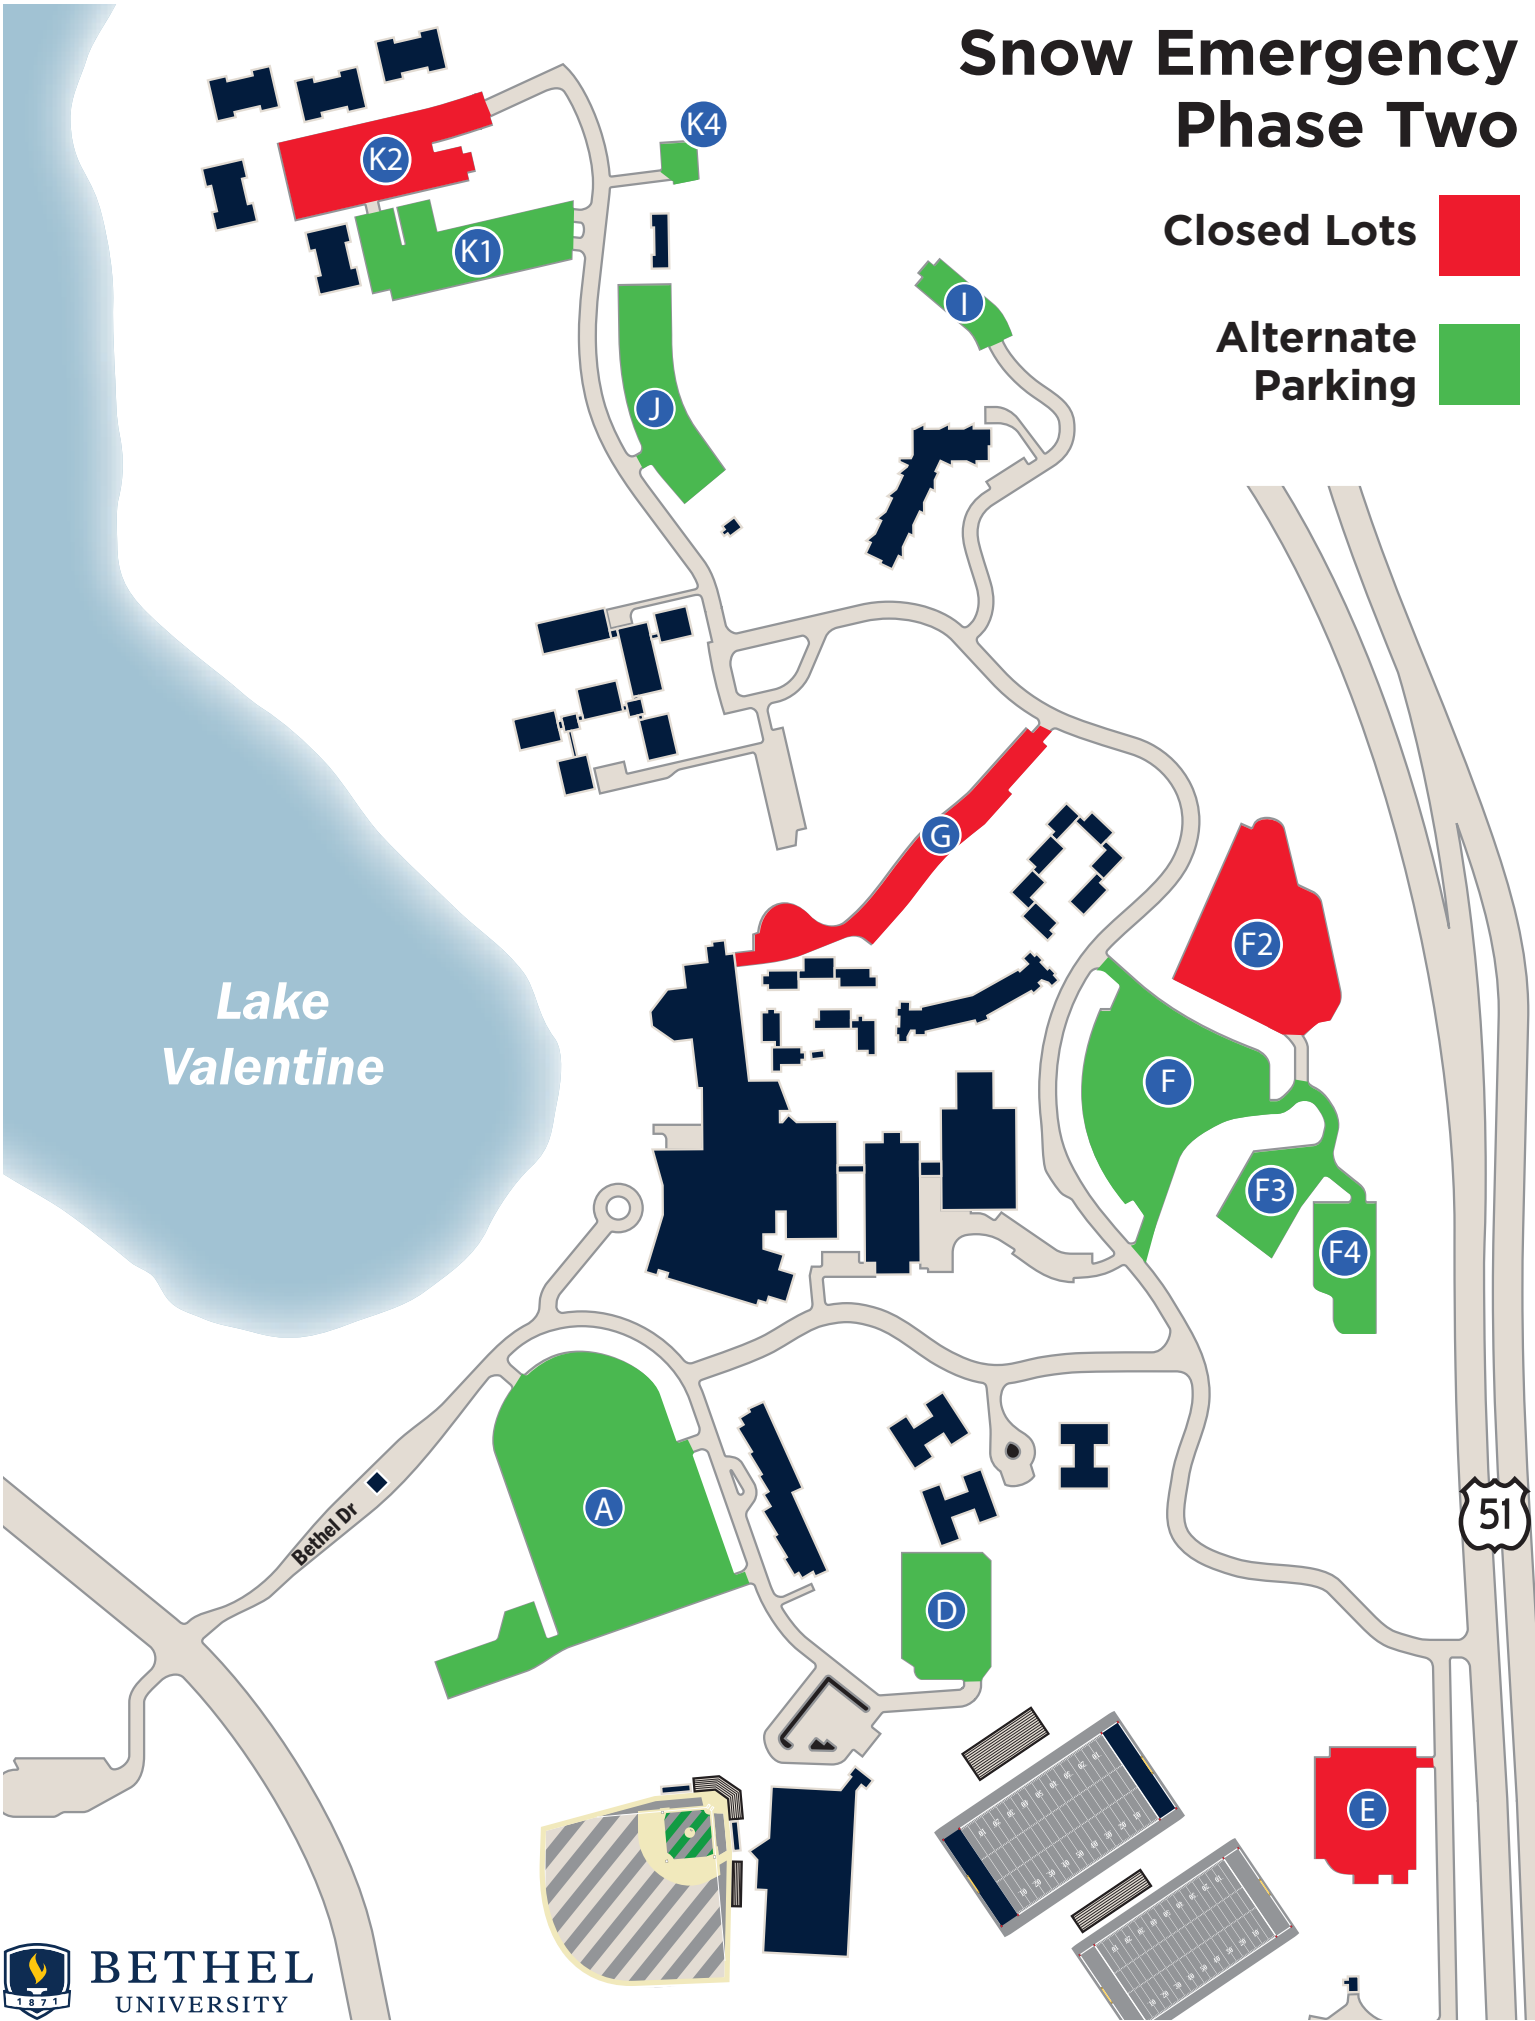 Snow Emergency
Phase Two
Closed Lots
Alternate
Parking
K4
K2
K1
I
J
G
F2
F
F3
F4
Lake
Valentine
A
Bethel Dr
D
51
E
BETHEL
UNIVERSITY
1871